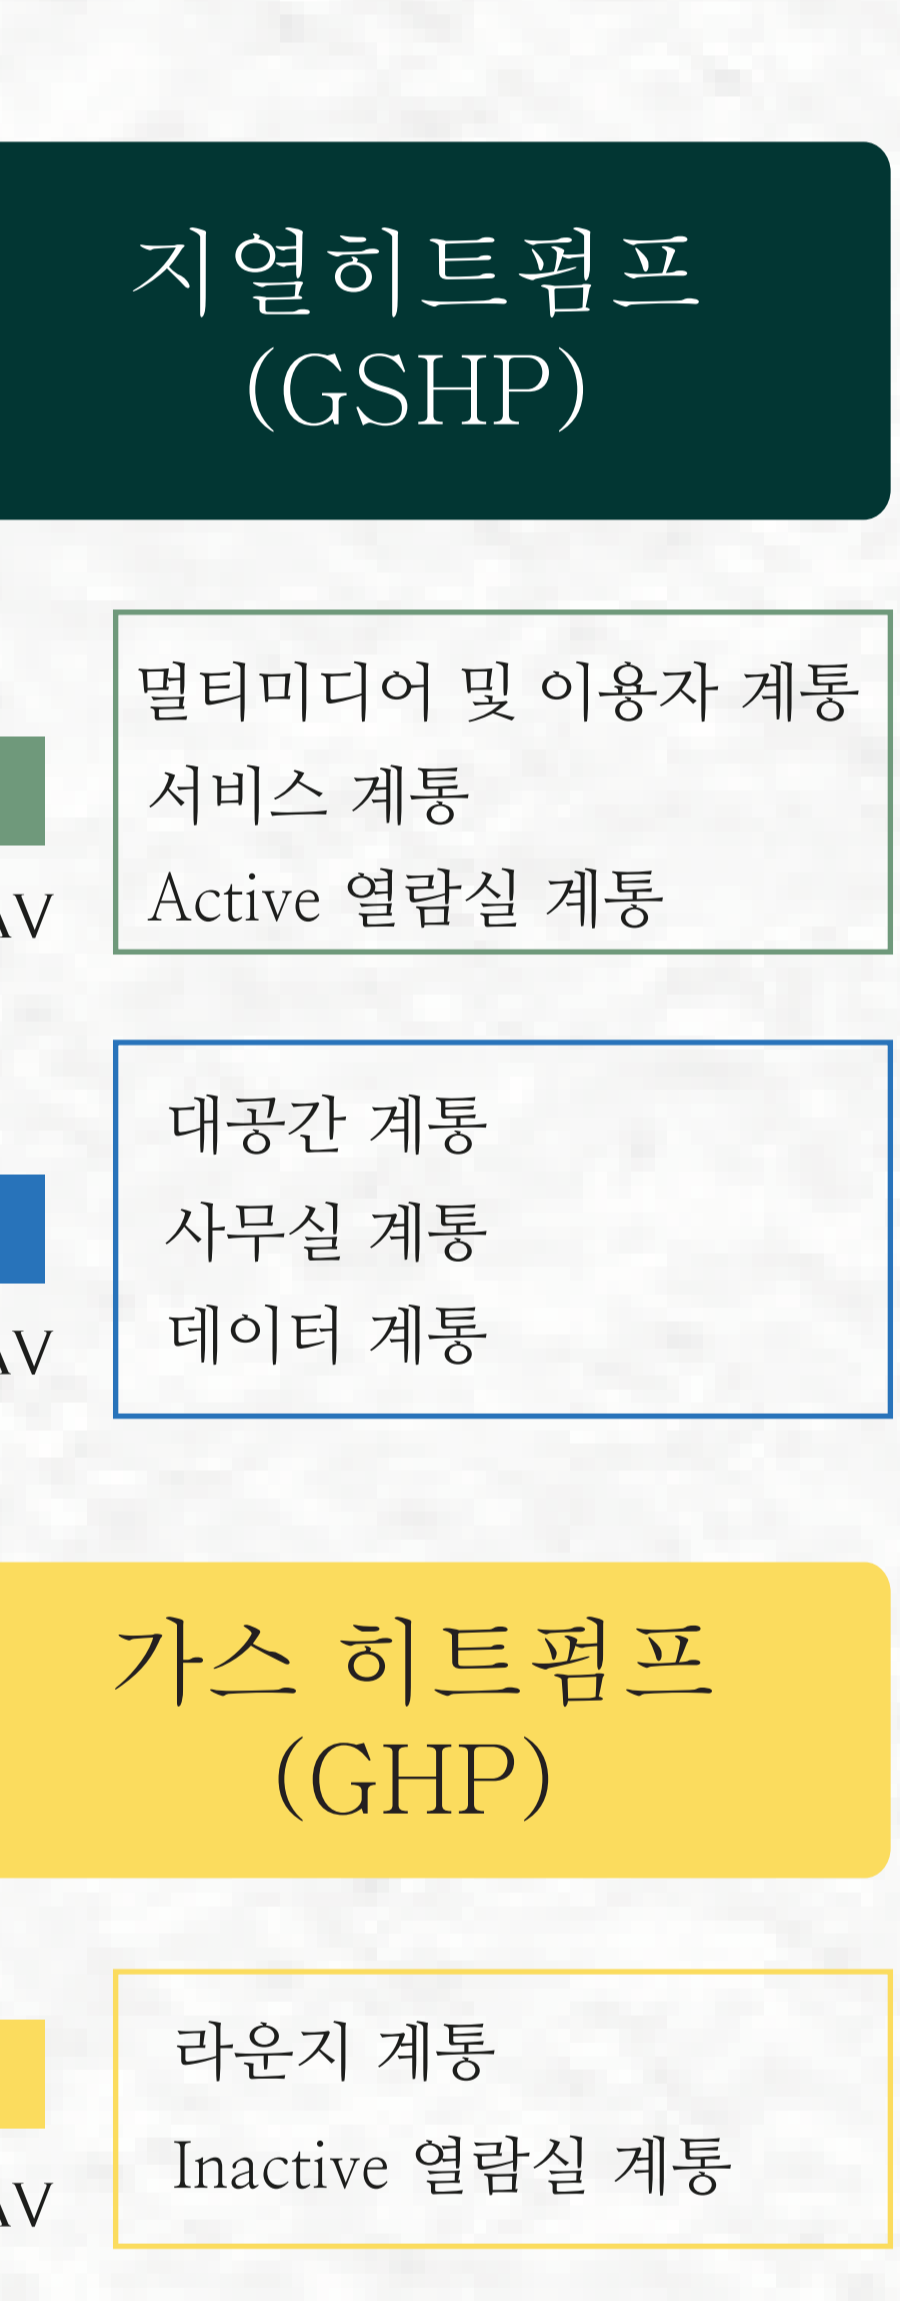 지열히트펌프
(GSHP)
멀티미디어 및 이용자 계통
서비스 계통
Active 열람실 계통
AV
대공간 계통
사무실 계통
데이터 계통
AV
가스 히트펌프
(GHP)
라운지 계통
Inactive 열람실 계통
AV